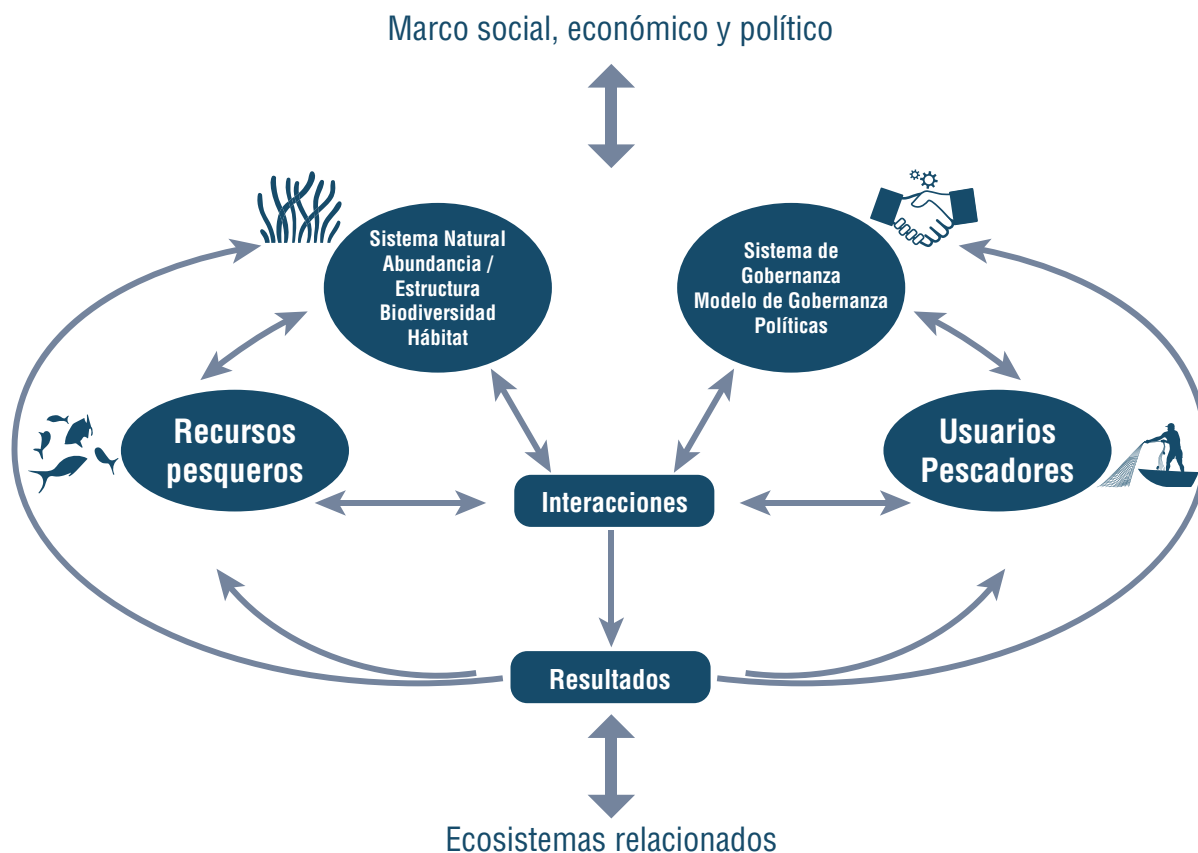 Marco social, económico y político
Sistema Natural
Abundancia /
Estructura
Biodiversidad
Hábitat
Sistema de
Gobernanza
Modelo de Gobernanza
Políticas
Recursos
pesqueros
Usuarios
Pescadores
Interacciones
Resultados
Ecosistemas relacionados